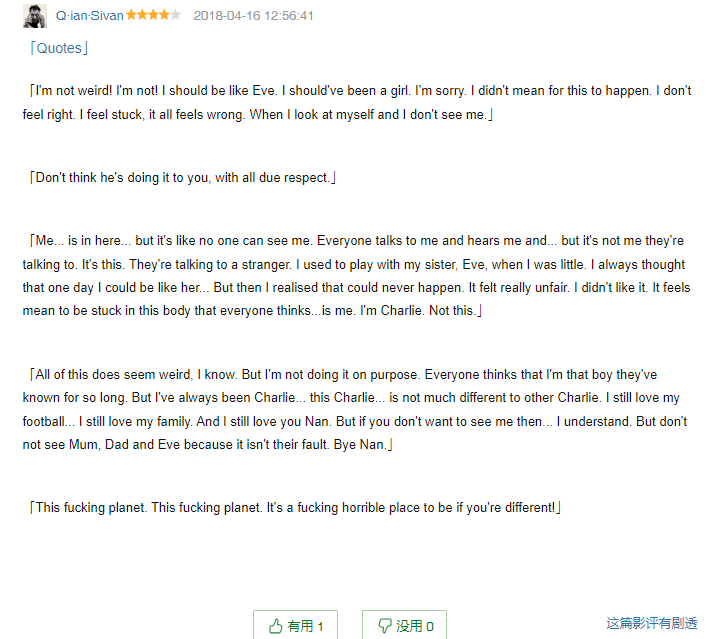 Q·ian·Sivan 2018-04-16 12:56:41
「Quotes」
「I'm not weird! I'm not! I should be like Eve. I should've been a girl. I'm sorry. I didn't mean for this to happen. I don't
feel right. I feel stuck, it all feels wrong. When I look at myself and I don't see me.」
「Don't think he's doing it to you, with all due respect.」
「Me... is in here... but it's like no one can see me. Everyone talks to me and hears me and... but it's not me they're
talking to. It's this. They're talking to a stranger. I used to play with my sister, Eve, when I was little. I always thought
that one day I could be like her... But then I realised that could never happen. It felt really unfair. I didn't like it. It feels
mean to be stuck in this body that everyone thinks...is me. I'm Charlie. Not this.」
「All of this does seem weird, I know. But I'm not doing it on purpose. Everyone thinks that I'm that boy they've
known for so long. But I've always been Charlie... this Charlie... is not much different to other Charlie. I still love my
football... I still love my family. And I still love you Nan. But if you don't want to see me then... I understand. But don't
not see Mum, Dad and Eve because it isn't their fault. Bye Nan.」
「This fucking planet. This fucking planet. It's a fucking horrible place to be if you're different!」
有用 1 没用 0 这篇影评有剧透